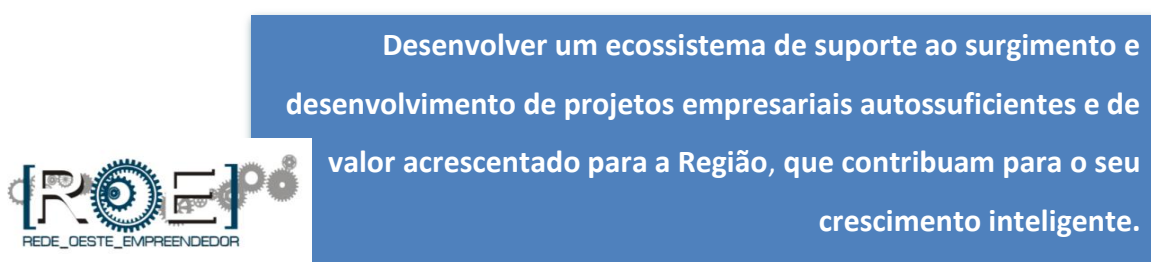 Desenvolver um ecossistema de suporte ao surgimento e
desenvolvimento de projetos empresariais autossuficientes e de
valor acrescentado para a Região, que contribuam para o seu
crescimento inteligente.
[ROE]
REDE_OESTE_EMPREENDEDOR